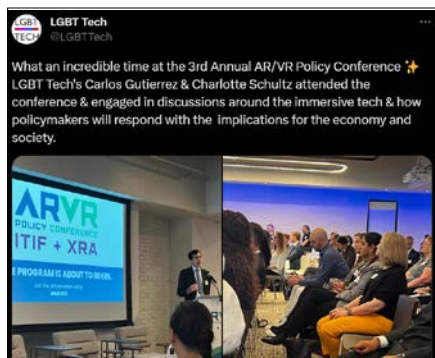 LGBT
TECH
LGBT Tech
@LGBTTech
What an incredible time at the 3rd Annual AR/VR Policy Conference ✨
LGBT Tech's Carlos Gutierrez & Charlotte Schultz attended the
conference & engaged in discussions around the immersive tech & how
policymakers will respond with the implications for the economy and
society.
ARVR
POLICY CONFERENCE
ITIF + XRA
E PROGRAM IS ABOUT TO BEGIN.